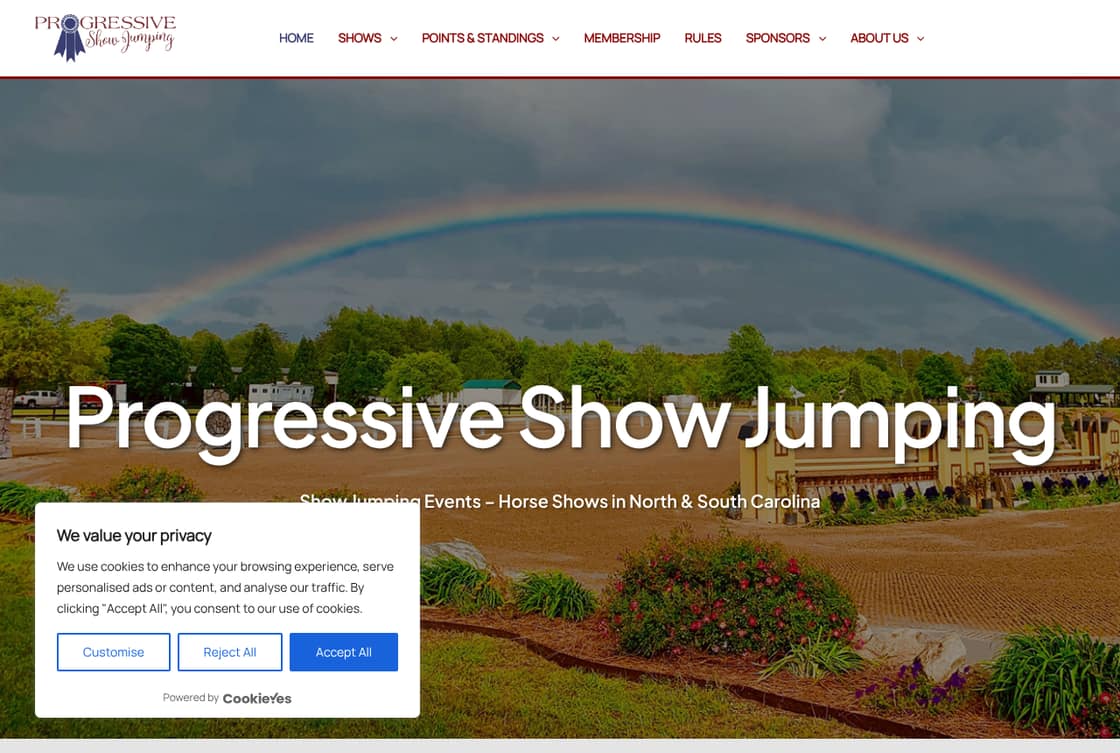 PROGRESSIVE
Show Jumping
HOME SHOWS POINTS & STANDINGS MEMBERSHIP RULES SPONSORS ABOUT US
Progressive Show Jumping
Show Jumping Events – Horse Shows in North & South Carolina
We value your privacy
We use cookies to enhance your browsing experience, serve
personalised ads or content, and analyse our traffic. By
clicking "Accept All", you consent to our use of cookies.
Customise Reject All Accept All
Powered by CookieYes